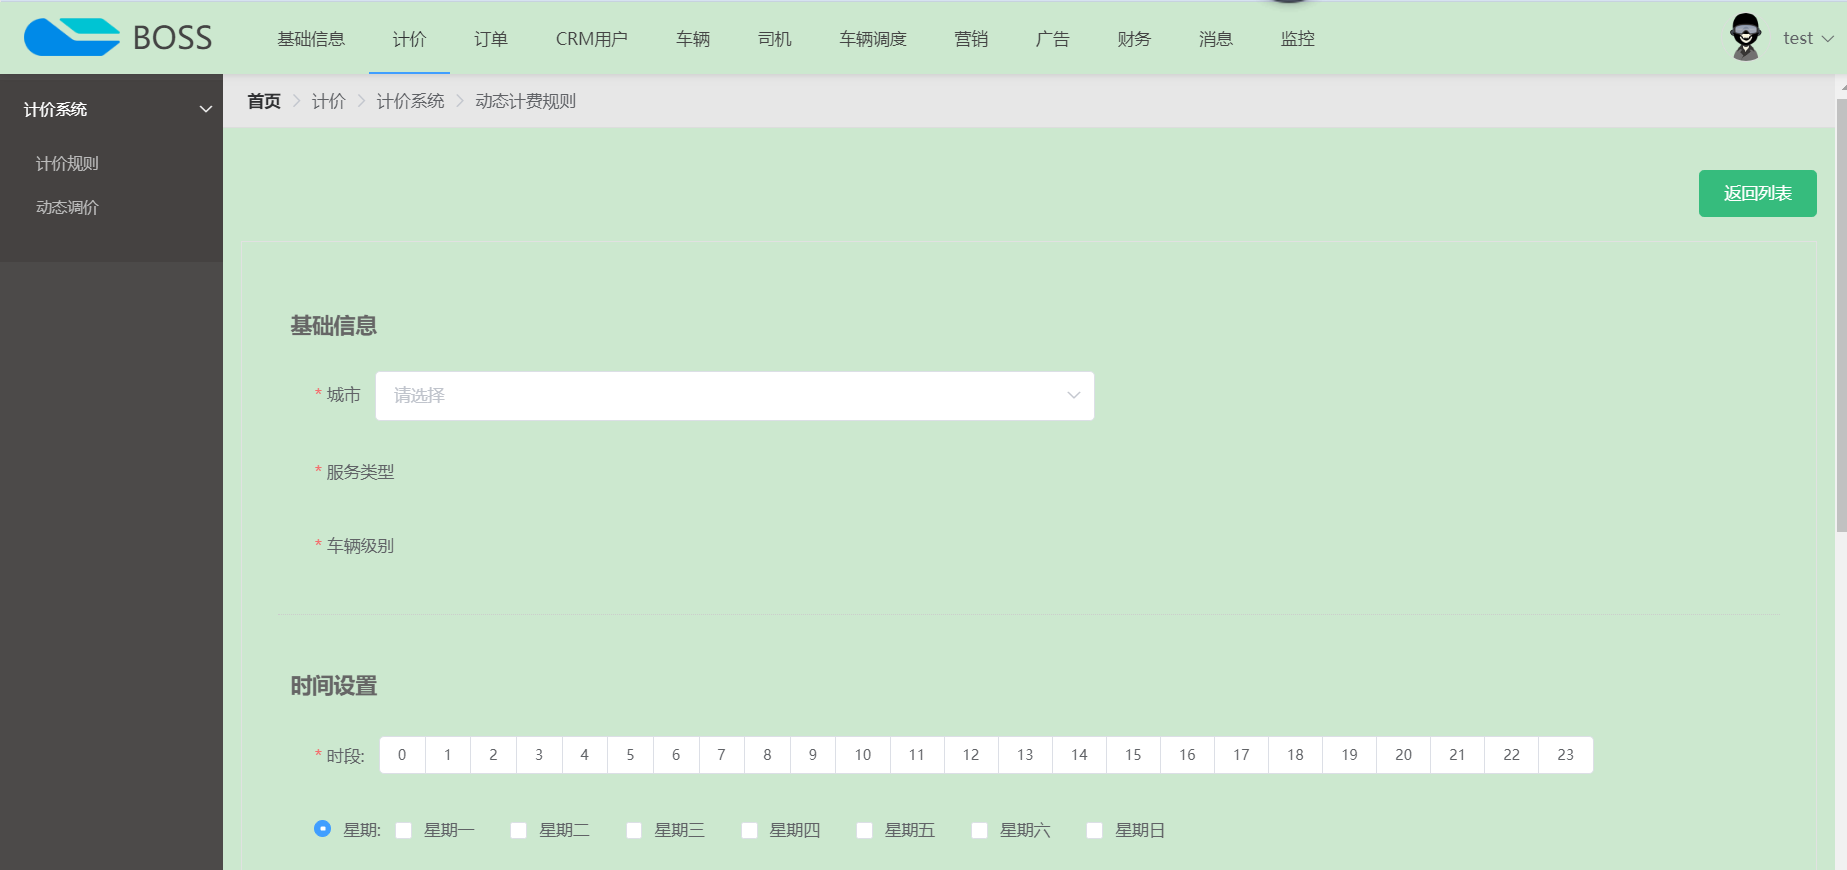 BOSS 基础信息 计价 订单 CRM用户 车辆 司机 车辆调度 营销 广告 财务 消息 监控 test
计价系统
计价规则
动态调价
首页 计价 计价系统 动态计费规则
返回列表
基础信息
* 城市 请选择
* 服务类型
* 车辆级别
时间设置
* 时段: 0 1 2 3 4 5 6 7 8 9 10 11 12 13 14 15 16 17 18 19 20 21 22 23
星期: 星期一 星期二 星期三 星期四 星期五 星期六 星期日